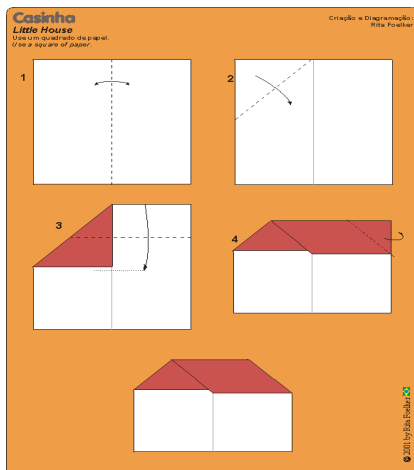 Casinha
Little House
Use um quadrado de papel.
Use a square of paper.
Criação e Diagramação:
Rita Foelker
1
2
3
4
© 2001 by Rita Foelker